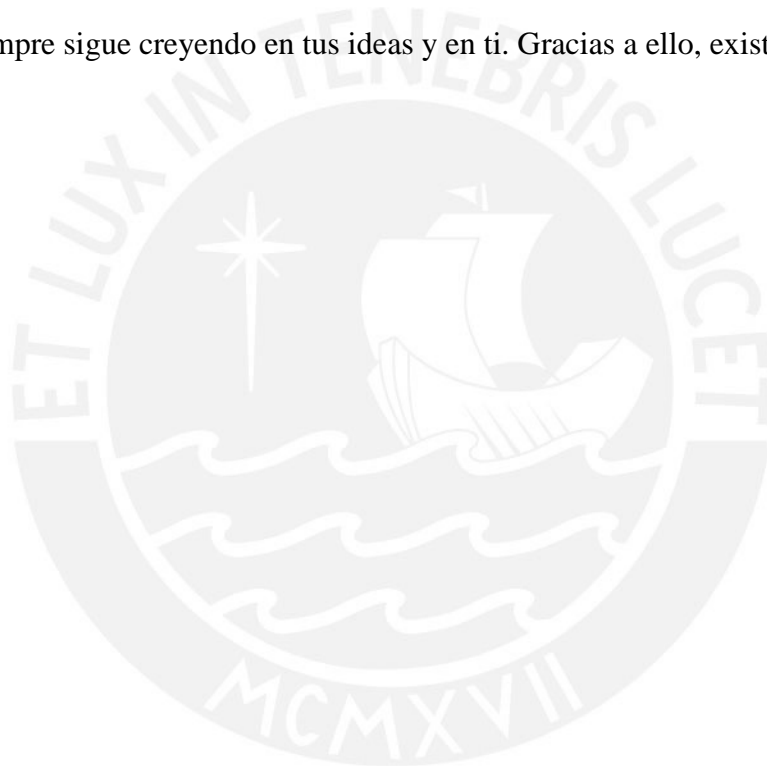 mpre sigue creyendo en tus ideas y en ti. Gracias a ello, exist
ET LUX IN TENEBRIS LUCET
MCMXVII